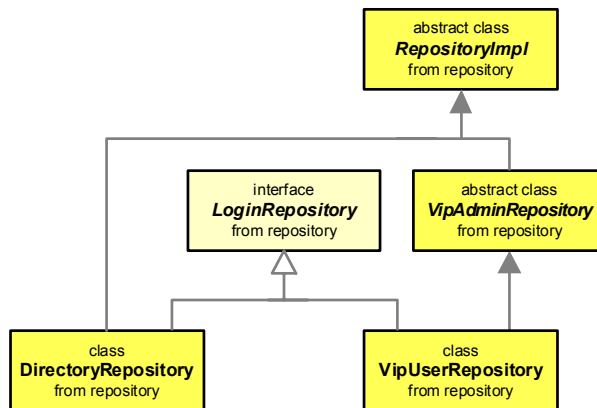 abstract class
RepositoryImpl
from repository
interface
LoginRepository
from repository
abstract class
VipAdminRepository
from repository
class
DirectoryRepository
from repository
class
VipUserRepository
from repository